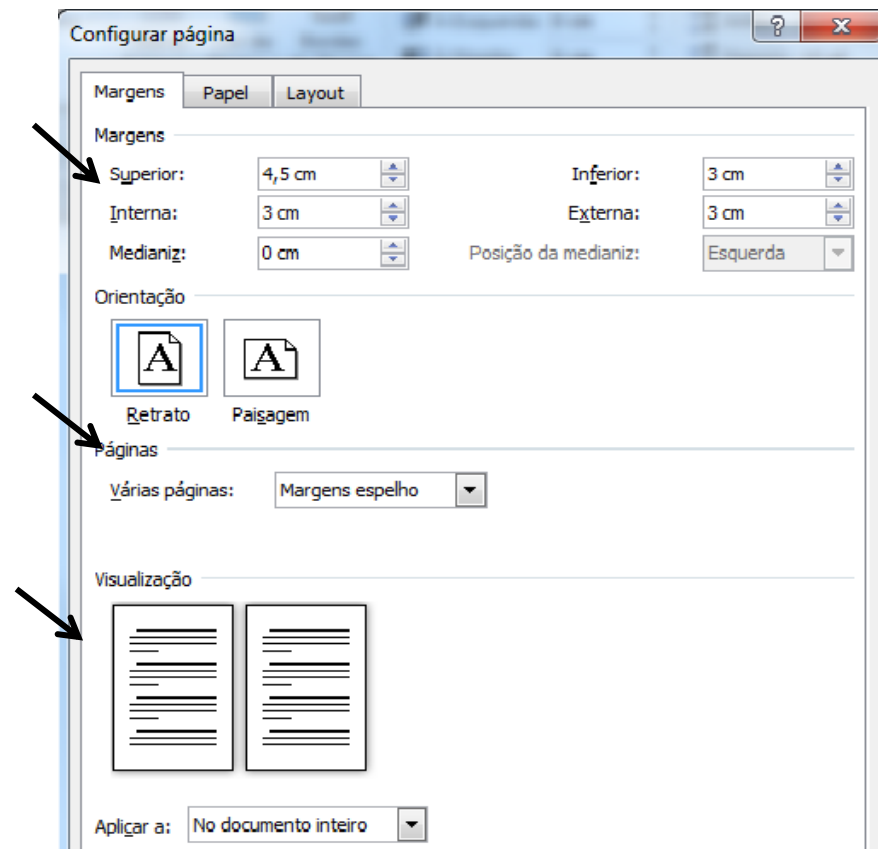 Configurar página
Margens Papel Layout
Margens
Superior: 4,5 cm Inferior: 3 cm
Interna: 3 cm Externa: 3 cm
Medianiz: 0 cm Posição da medianiz: Esquerda
Orientação
A A
Retrato Paisagem
Páginas
Várias páginas: Margens espelho
Visualização
Aplicar a: No documento inteiro